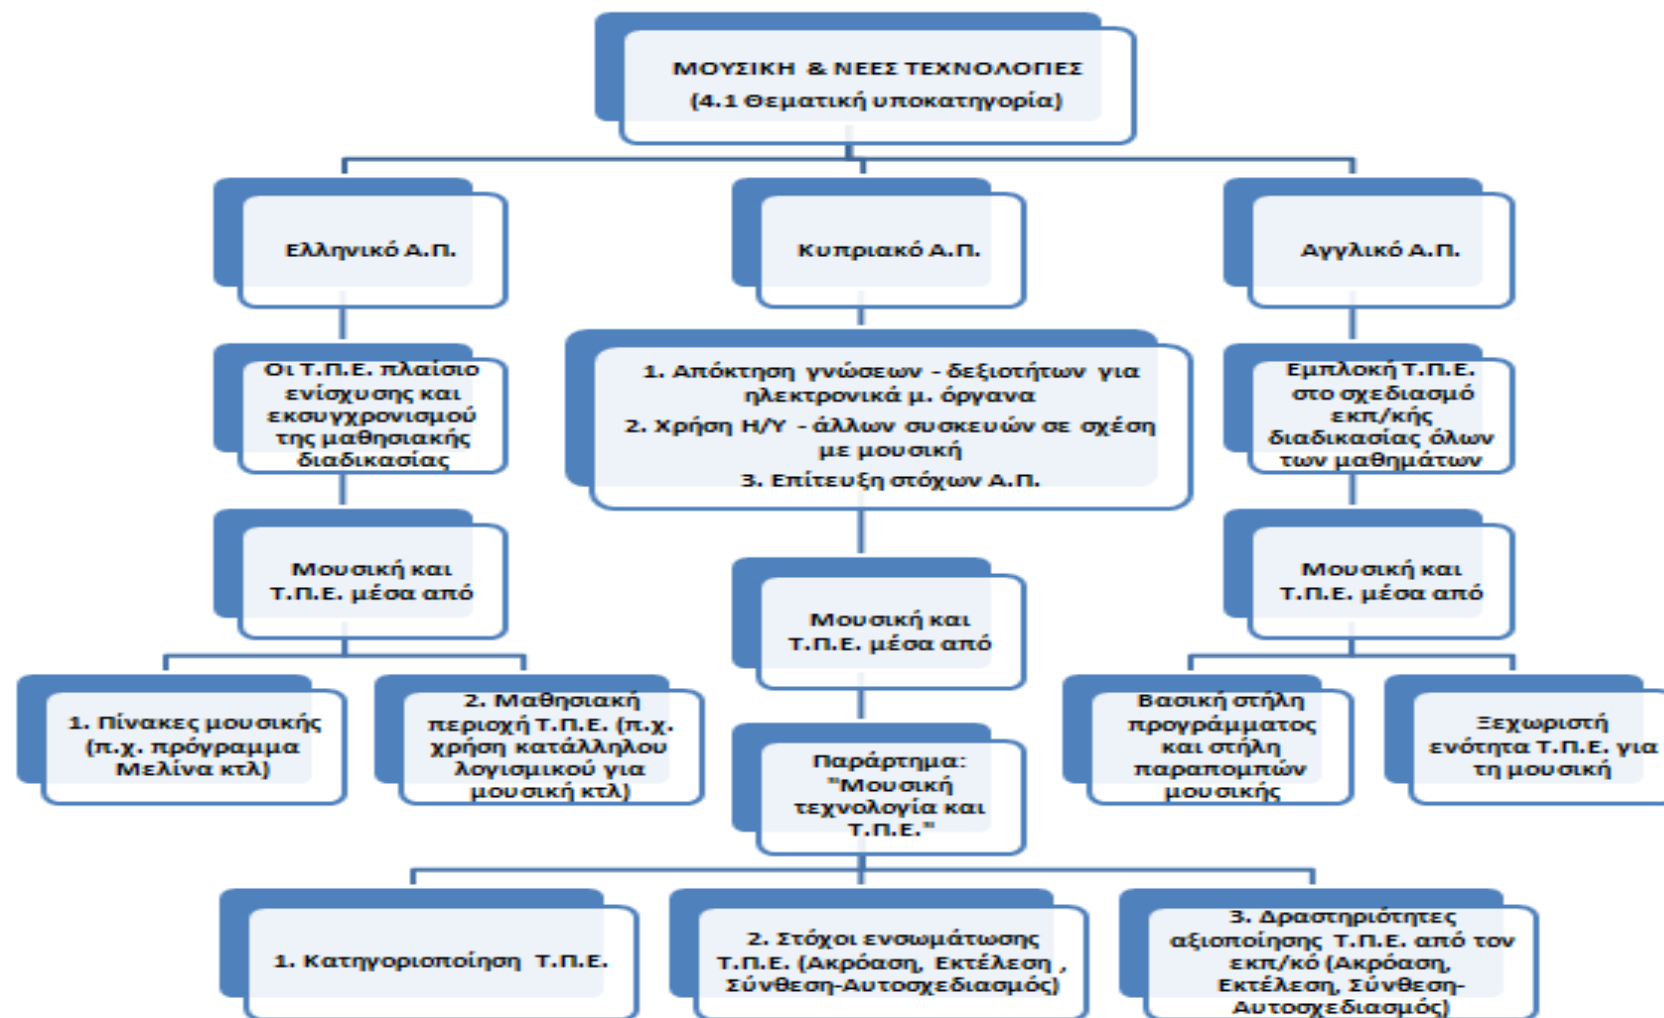 ΜΟΥΣΙΚΗ & ΝΕΕΣ ΤΕΧΝΟΛΟΓΙΕΣ
(4.1 Θεματική υποκατηγορία)
Ελληνικό Α.Π.
Κυπριακό Α.Π.
Αγγλικό Α.Π.
Οι Τ.Π.Ε. πλαίσιο
ενίσχυσης και
εκσυγχρονισμού
της μαθησιακής
διαδικασίας
1. Απόκτηση γνώσεων - δεξιοτήτων για
ηλεκτρονικά μ. όργανα
2. Χρήση Η/Υ - άλλων συσκευών σε σχέση
με μουσική
3. Επίτευξη στόχων Α.Π.
Εμπλοκή Τ.Π.Ε.
στο σχεδιασμό
εκπ/κής
διαδικασίας όλων
των μαθημάτων
Μουσική και
Τ.Π.Ε. μέσα από
Μουσική και
Τ.Π.Ε. μέσα από
Μουσική και
Τ.Π.Ε. μέσα από
1. Πίνακες μουσικής
(π.χ. πρόγραμμα
Μελίνα κτλ)
2. Μαθησιακή
περιοχή Τ.Π.Ε. (π.χ.
χρήση κατάλληλου
λογισμικού για
μουσική κτλ)
Παράρτημα:
"Μουσική
τεχνολογία και
Τ.Π.Ε."
Βασική στήλη
προγράμματος
και στήλη
παραπομπών
μουσικής
Ξεχωριστή
ενότητα Τ.Π.Ε. για
τη μουσική
1. Κατηγοριοποίηση Τ.Π.Ε.
2. Στόχοι ενσωμάτωσης
Τ.Π.Ε. (Ακρόαση, Εκτέλεση ,
Σύνθεση-Αυτοσχεδιασμός)
3. Δραστηριότητες
αξιοποίησης Τ.Π.Ε. από τον
εκπ/κό (Ακρόαση,
Εκτέλεση, Σύνθεση-
Αυτοσχεδιασμός)